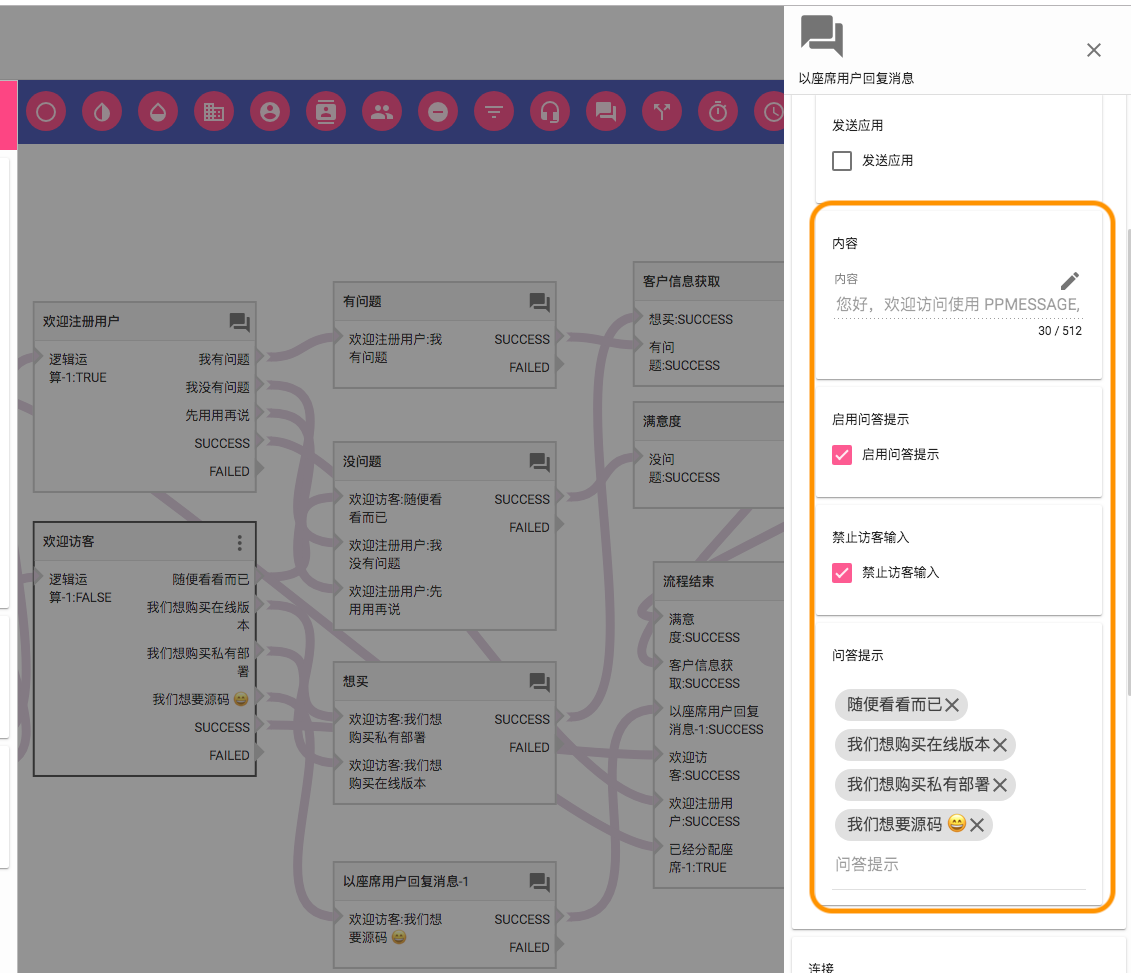 欢迎注册用户
逻辑运
算-1:TRUE
我有问题
我没有问题
先用用再说
SUCCESS
FAILED
欢迎访客
逻辑运
算-1:FALSE
随便看看而已
我们想购买在线版
本
我们想购买私有部
署
我们想要源码 😄
SUCCESS
FAILED
有问题
欢迎注册用户:我
有问题
SUCCESS
FAILED
没问题
欢迎访客:随便看
看而已
欢迎注册用户:我
没有问题
欢迎注册用户:先
用用再说
SUCCESS
FAILED
想买
欢迎访客:我们想
购买私有部署
欢迎访客:我们想
购买在线版本
SUCCESS
FAILED
以座席用户回复消息-1
欢迎访客:我们想
要源码 😄
SUCCESS
FAILED
客户信息获取
想买:SUCCESS
有问
题:SUCCESS
满意度
没问
题:SUCCESS
流程结束
满意
度:SUCCESS
客户信息获
取:SUCCESS
以座席用户回复
消息-1:SUCCESS
欢迎访
客:SUCCESS
欢迎注册用
户:SUCCESS
已经分配座
席-1:TRUE
以座席用户回复消息
发送应用
发送应用
内容
内容
您好，欢迎访问使用 PPMESSAGE,
30 / 512
启用问答提示
启用问答提示
禁止访客输入
禁止访客输入
问答提示
随便看看而已
我们想购买在线版本
我们想购买私有部署
我们想要源码 😄
问答提示
连接